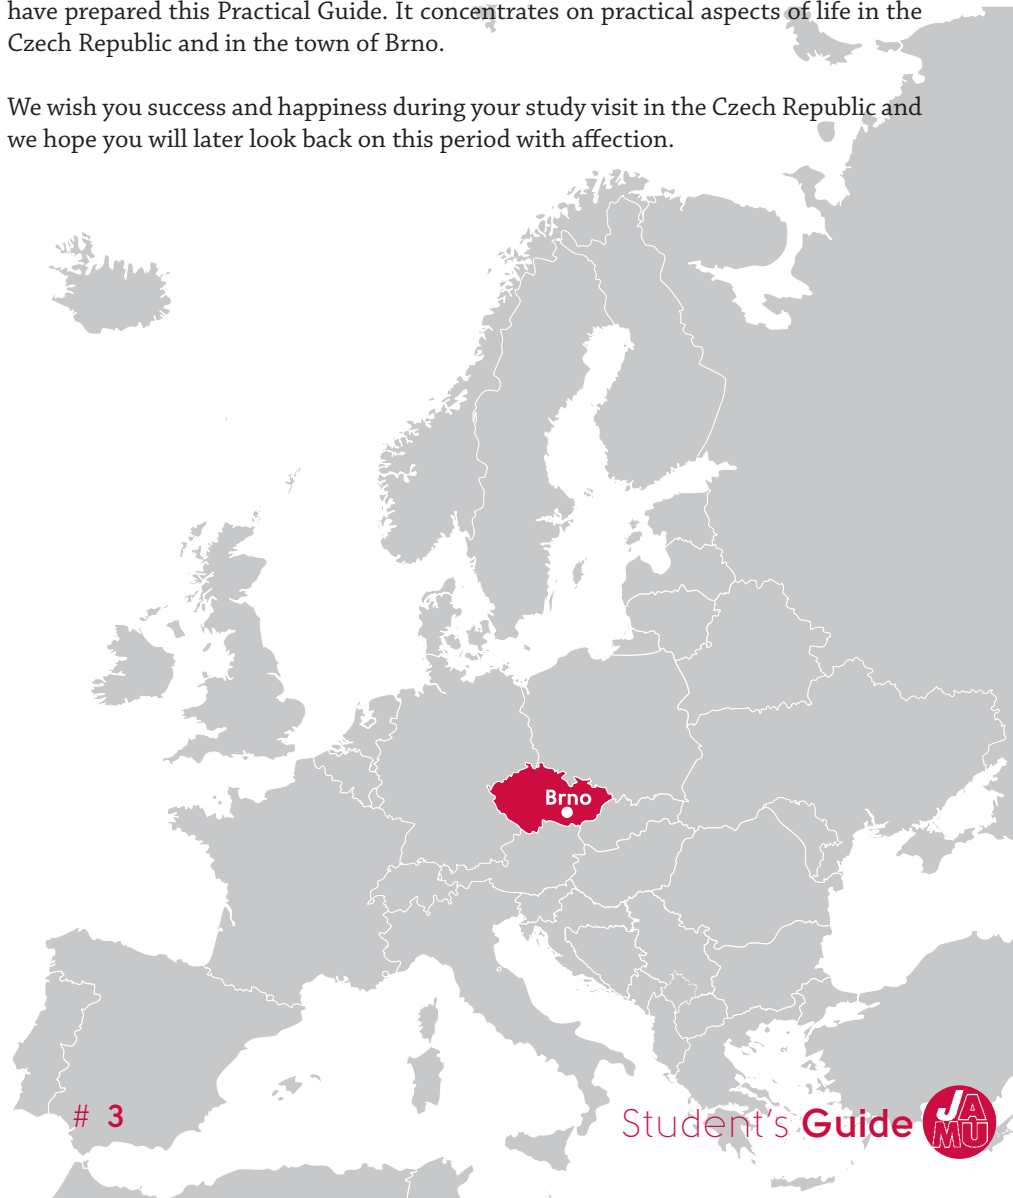 have prepared this Practical Guide. It concentrates on practical aspects of life in the
Czech Republic and in the town of Brno.
We wish you success and happiness during your study visit in the Czech Republic and
we hope you will later look back on this period with affection.
Brno
# 3
Student's Guide
JA
MU